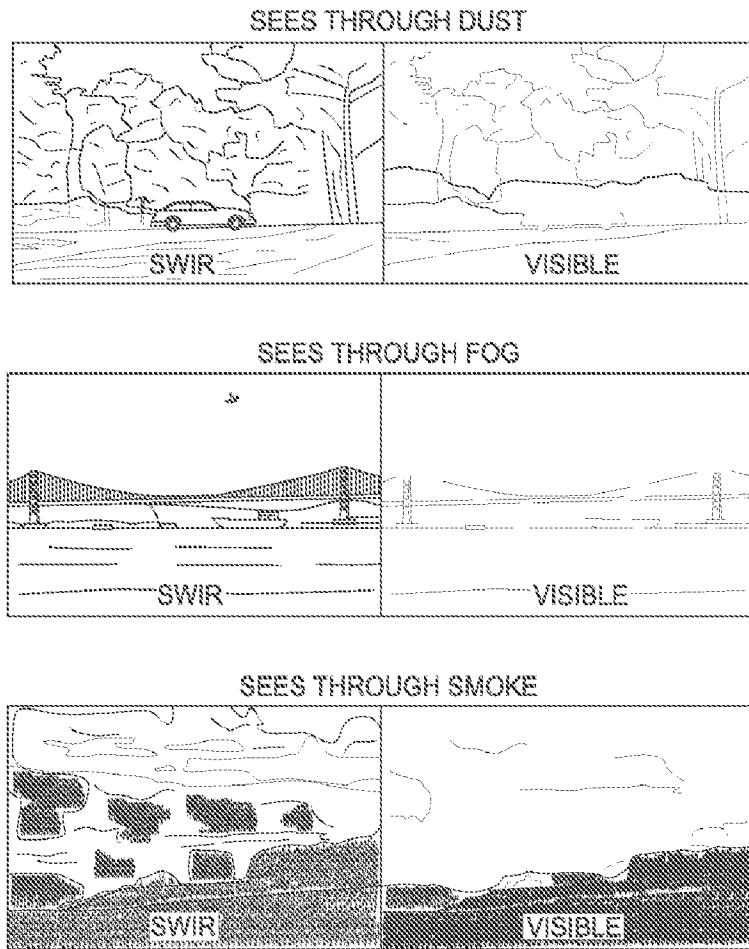 SEES THROUGH DUST
SWIR
VISIBLE
SEES THROUGH FOG
SWIR
VISIBLE
SEES THROUGH SMOKE
SWIR
VISIBLE